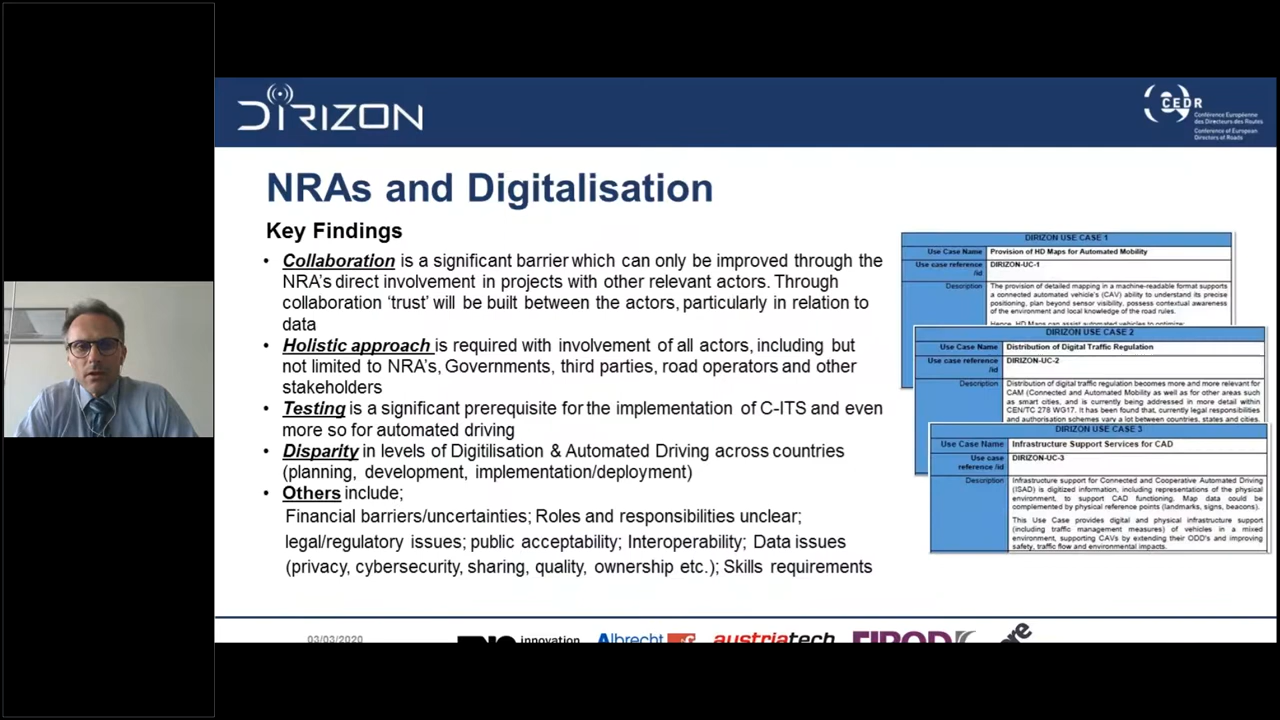 DIRIZON
CEDR
Conférence Européenne
des Directeurs des Routes
Conference of European
Directors of Roads
NRAs and Digitalisation
Key Findings
• Collaboration is a significant barrier which can only be improved through the
NRA's direct involvement in projects with other relevant actors. Through
collaboration 'trust' will be built between the actors, particularly in relation to
data
• Holistic approach is required with involvement of all actors, including but
not limited to NRA's, Governments, third parties, road operators and other
stakeholders
• Testing is a significant prerequisite for the implementation of C-ITS and even
more so for automated driving
• Disparity in levels of Digitilisation & Automated Driving across countries
(planning, development, implementation/deployment)
• Others include;
Financial barriers/uncertainties; Roles and responsibilities unclear;
legal/regulatory issues; public acceptability; Interoperability; Data issues
(privacy, cybersecurity, sharing, quality, ownership etc.); Skills requirements
DIRIZON USE CASE 1
Use Case Name Provision of HD Maps for Automated Mobility
Use case reference DIRIZON-UC-1
/id
Description The provision of detailed mapping in a machine-readable format supports
a connected automated vehicle's (CAV) ability to understand its precise
positioning, plan beyond sensor visibility, possess contextual awareness
of the environment and local knowledge of the road rules.
Hence, HD Maps can assist automated vehicles to optimize:
DIRIZON USE CASE 2
Use Case Name Distribution of Digital Traffic Regulation
Use case reference DIRIZON-UC-2
/id
Description Distribution of digital traffic regulation becomes more and more relevant for
CAM (Connected and Automated Mobility as well as for other areas such
as smart cities, and is currently being addressed in more detail within
CEN/TC 278 WG17. It has been found that, currently legal responsibilities
and authorisation schemes vary a lot between countries, states and cities.
DIRIZON USE CASE 3
Use Case Name Infrastructure Support Services for CAD
Use case DIRIZON-UC-3
reference /id
Description Infrastructure support for Connected and Cooperative Automated Driving
(ISAD) is digitized information, including representations of the physical
environment, to support CAD functioning. Map data could be
complemented by physical reference points (landmarks, signs, beacons).
This Use Case provides digital and physical infrastructure support
(including traffic management measures) of vehicles in a mixed
environment, supporting CAVs by extending their ODD's and improving
safety, traffic flow and environmental impacts.
03/03/2020
innovation
Albrecht
austriatech